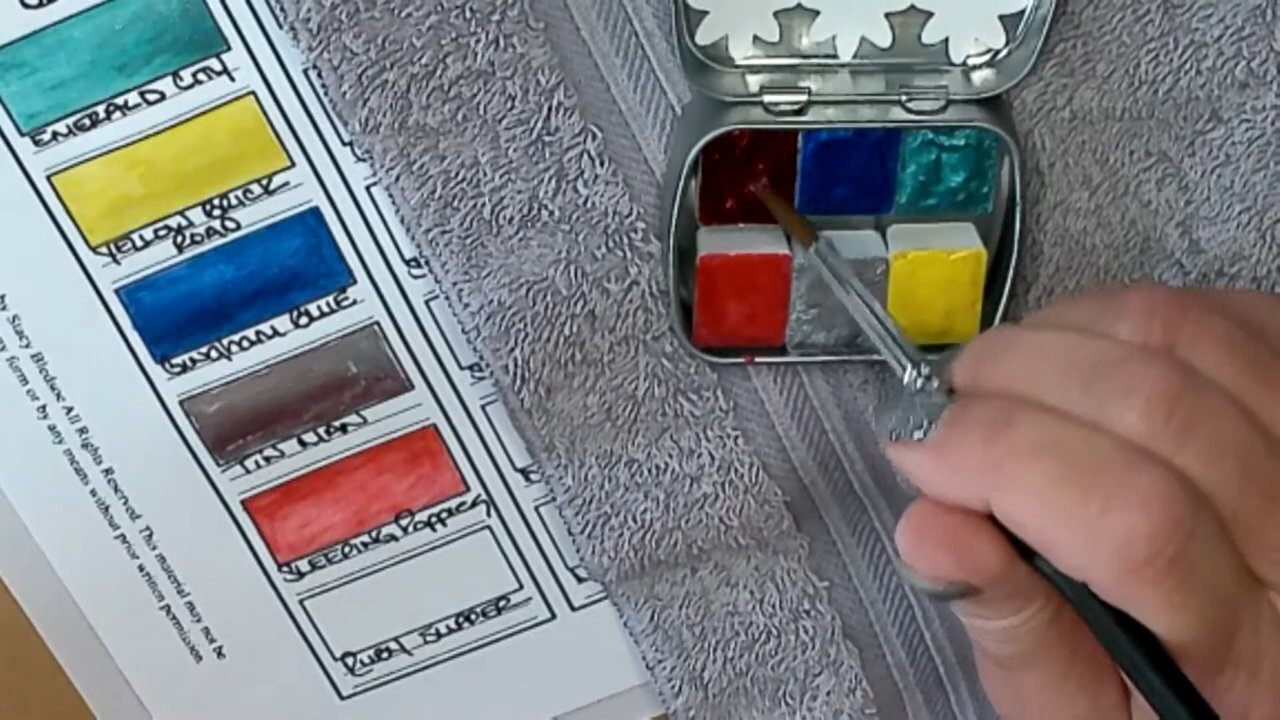 EMERALD CITY
YELLOW BRICK
ROAD
GINGHAM BLUE
TIN MAN
SLEEPING POPPIES
RUBY SLIPPER
by Stacy Bledsoe All Rights Reserved. This material may not be
form or by any means without prior written permission